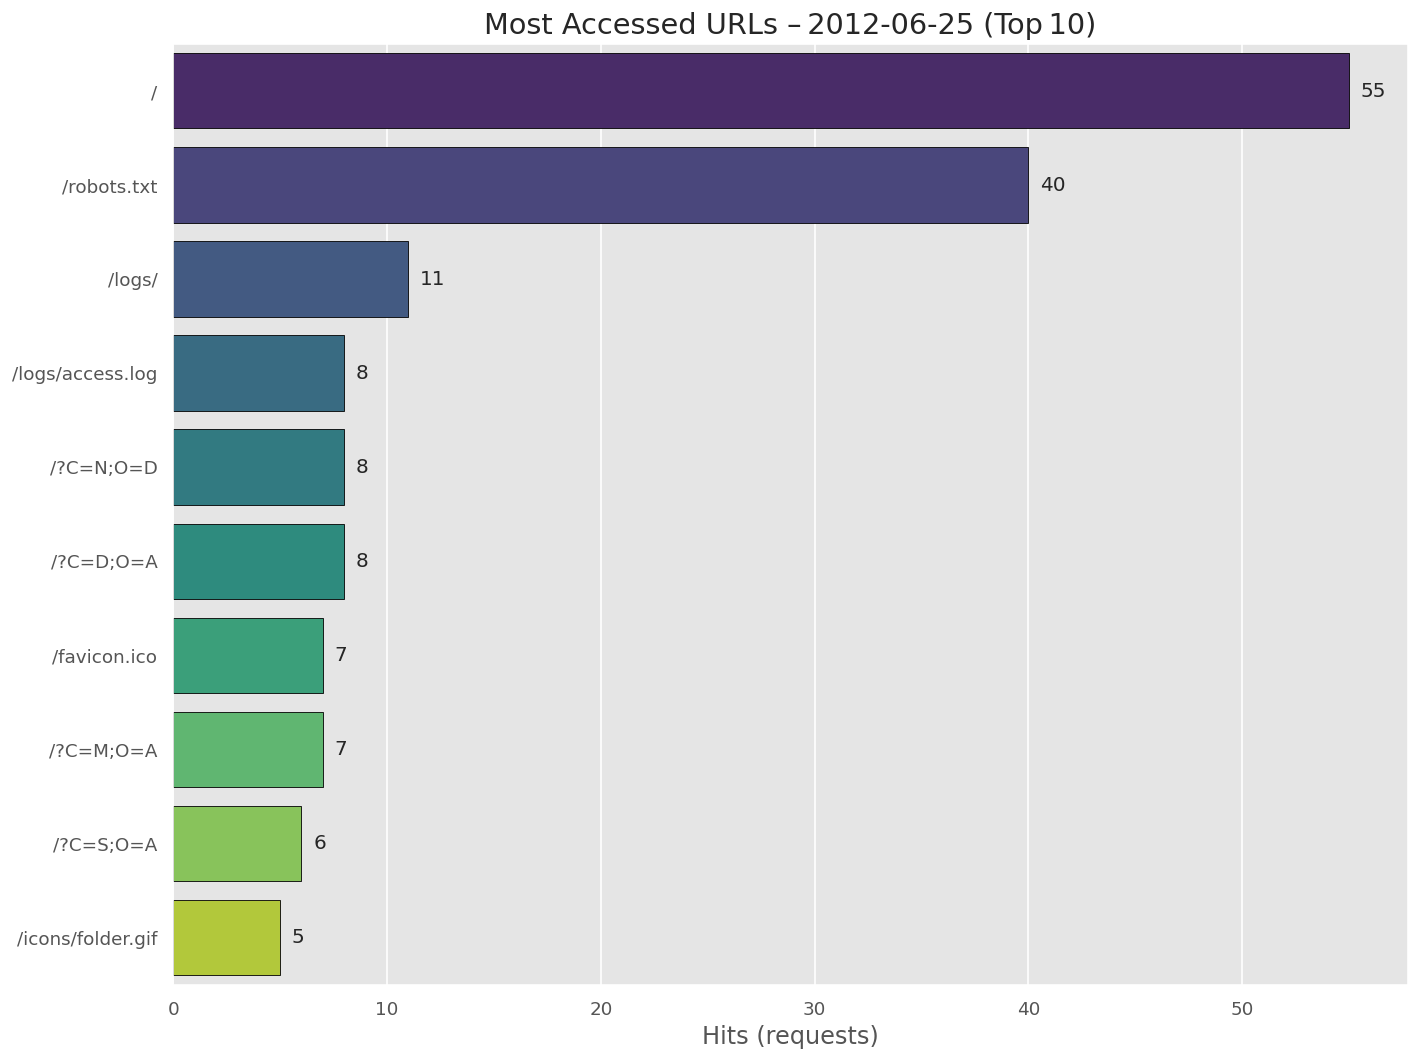 Most Accessed URLs – 2012-06-25 (Top 10)
/ 55
/robots.txt 40
/logs/ 11
/logs/access.log 8
/?C=N;O=D 8
/?C=D;O=A 8
/favicon.ico 7
/?C=M;O=A 7
/?C=S;O=A 6
/icons/folder.gif 5
0 10 20 30 40 50
Hits (requests)